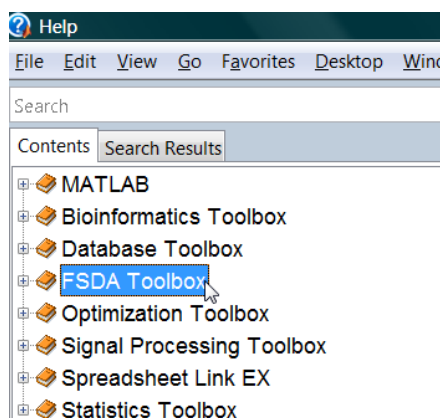 Help
File Edit View Go Favorites Desktop
Search
Contents Search Results
MATLAB
Bioinformatics Toolbox
Database Toolbox
FSDA Toolbox
Optimization Toolbox
Signal Processing Toolbox
Spreadsheet Link EX
Statistics Toolbox